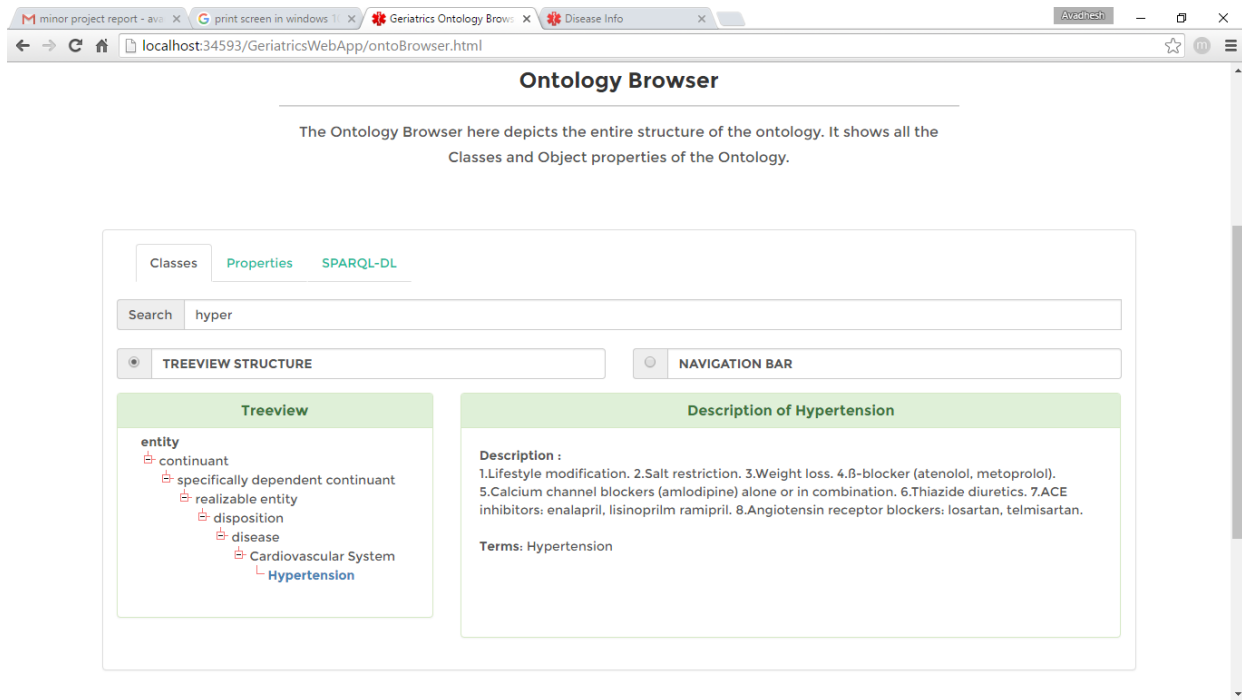 minor project report - ava
print screen in windows 1
Geriatrics Ontology Brows
Disease Info
Avadhesh
localhost:34593/GeriatricsWebApp/ontoBrowser.html
Ontology Browser
The Ontology Browser here depicts the entire structure of the ontology. It shows all the
Classes and Object properties of the Ontology.
Classes Properties SPARQL-DL
Search hyper
TREEVIEW STRUCTURE
NAVIGATION BAR
Treeview
entity
continuant
specifically dependent continuant
realizable entity
disposition
disease
Cardiovascular System
Hypertension
Description of Hypertension
Description :
1.Lifestyle modification. 2.Salt restriction. 3.Weight loss. 4.ß-blocker (atenolol, metoprolol).
5.Calcium channel blockers (amlodipine) alone or in combination. 6.Thiazide diuretics. 7.ACE
inhibitors: enalapril, lisinoprilm ramipril. 8.Angiotensin receptor blockers: losartan, telmisartan.
Terms: Hypertension